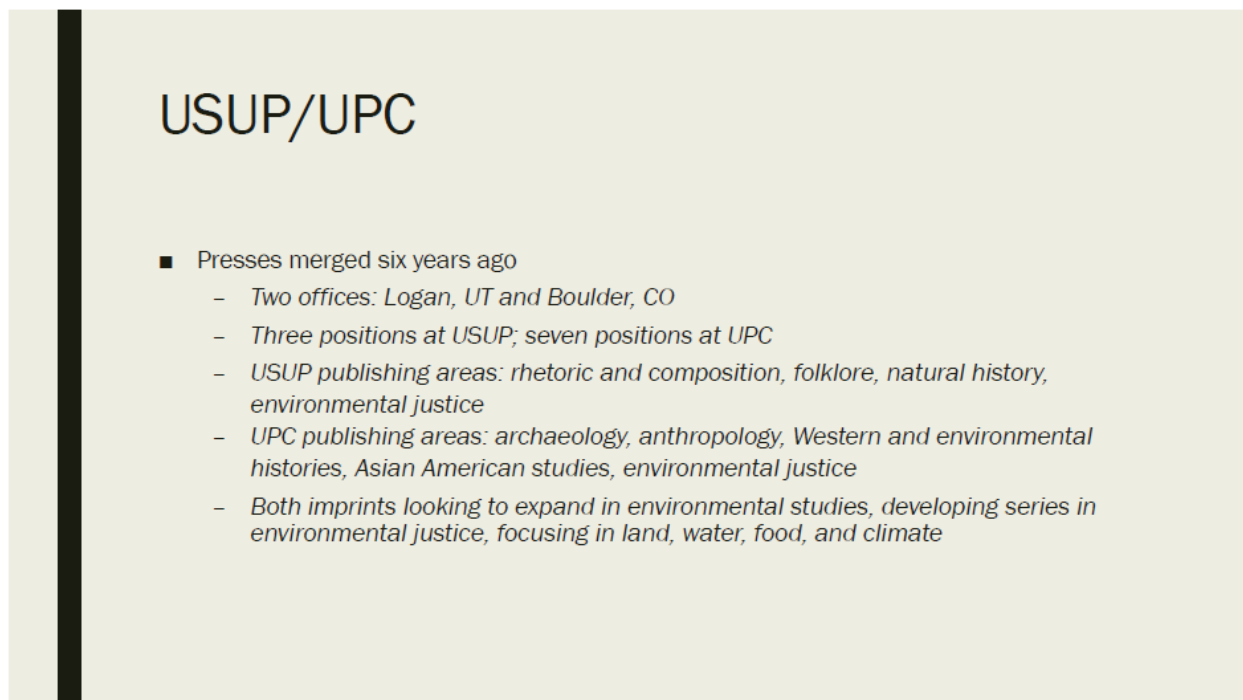 USUP/UPC
■ Presses merged six years ago
– Two offices: Logan, UT and Boulder, CO
– Three positions at USUP; seven positions at UPC
– USUP publishing areas: rhetoric and composition, folklore, natural history,
environmental justice
– UPC publishing areas: archaeology, anthropology, Western and environmental
histories, Asian American studies, environmental justice
– Both imprints looking to expand in environmental studies, developing series in
environmental justice, focusing in land, water, food, and climate